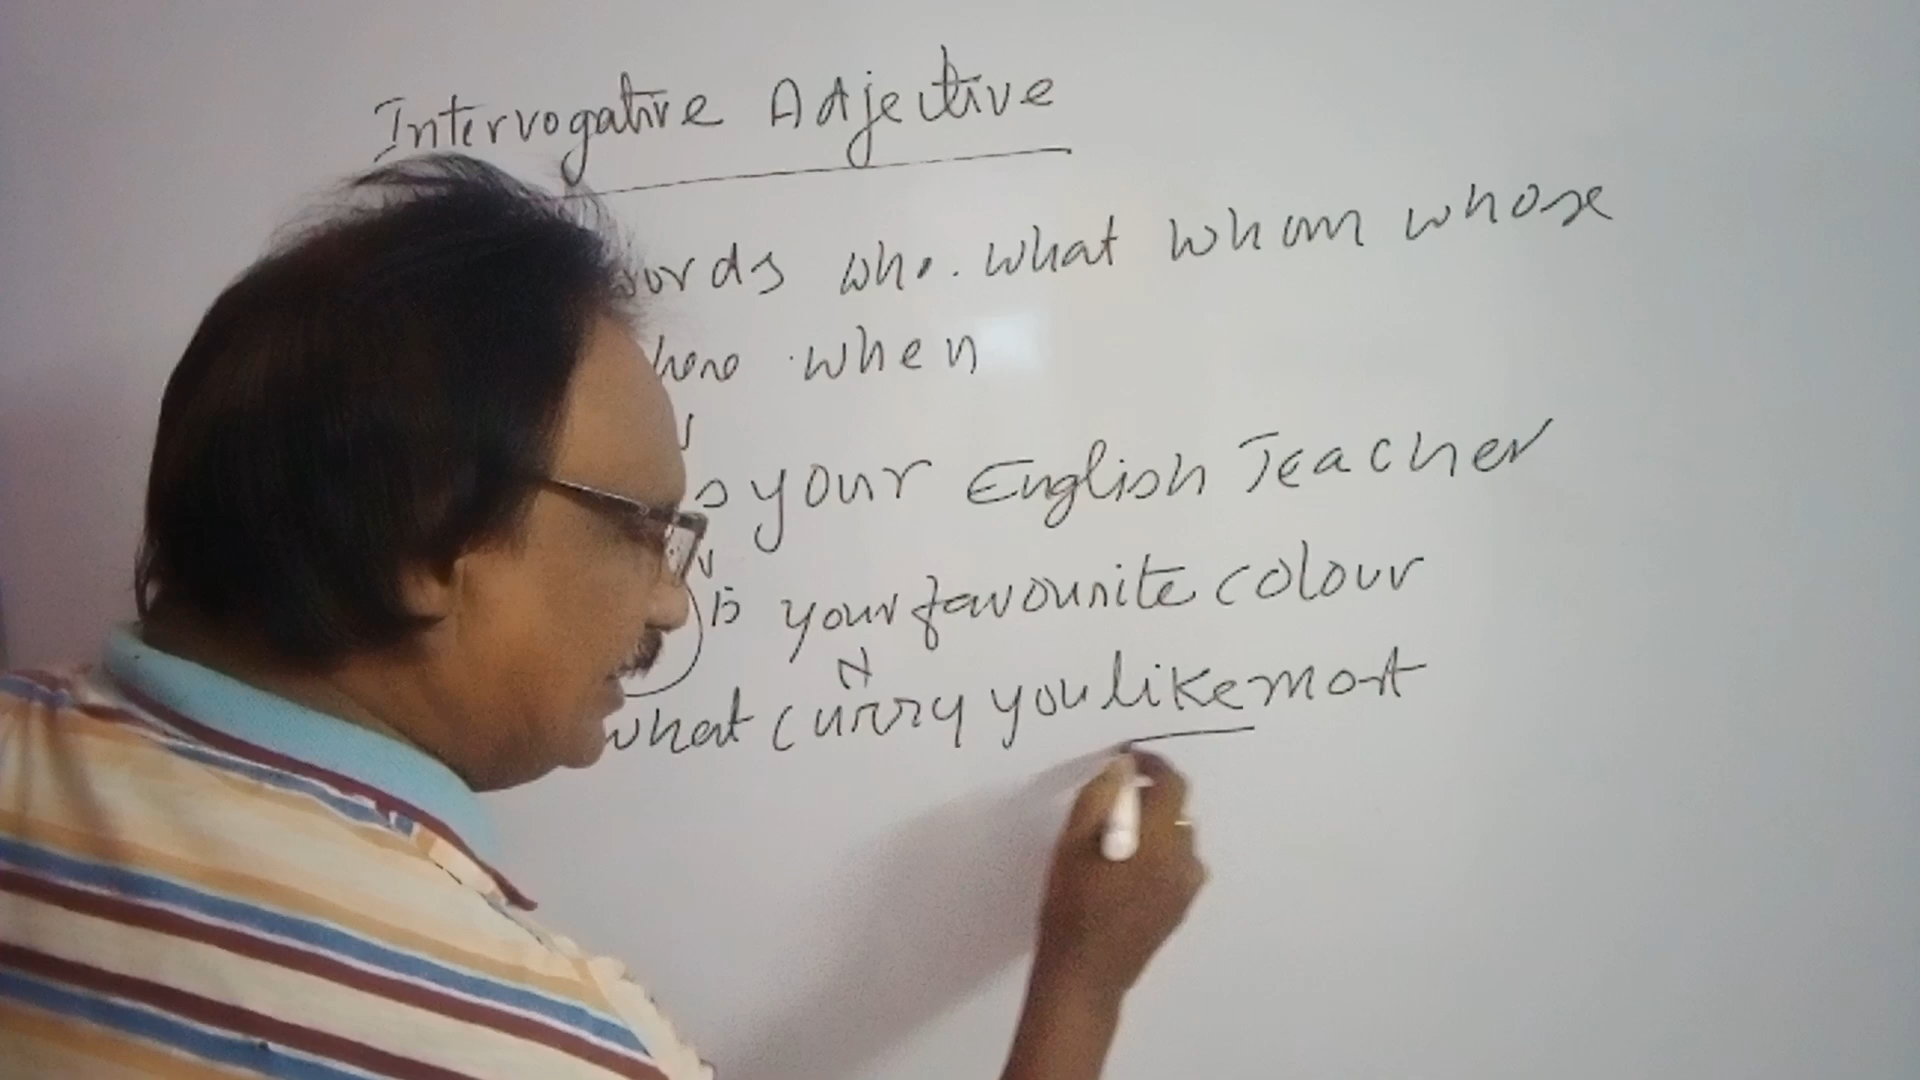 Interrogative Adjective
words who. what whom whose
when
your English Teacher
V
is your favourite colour
N
what curry you like most